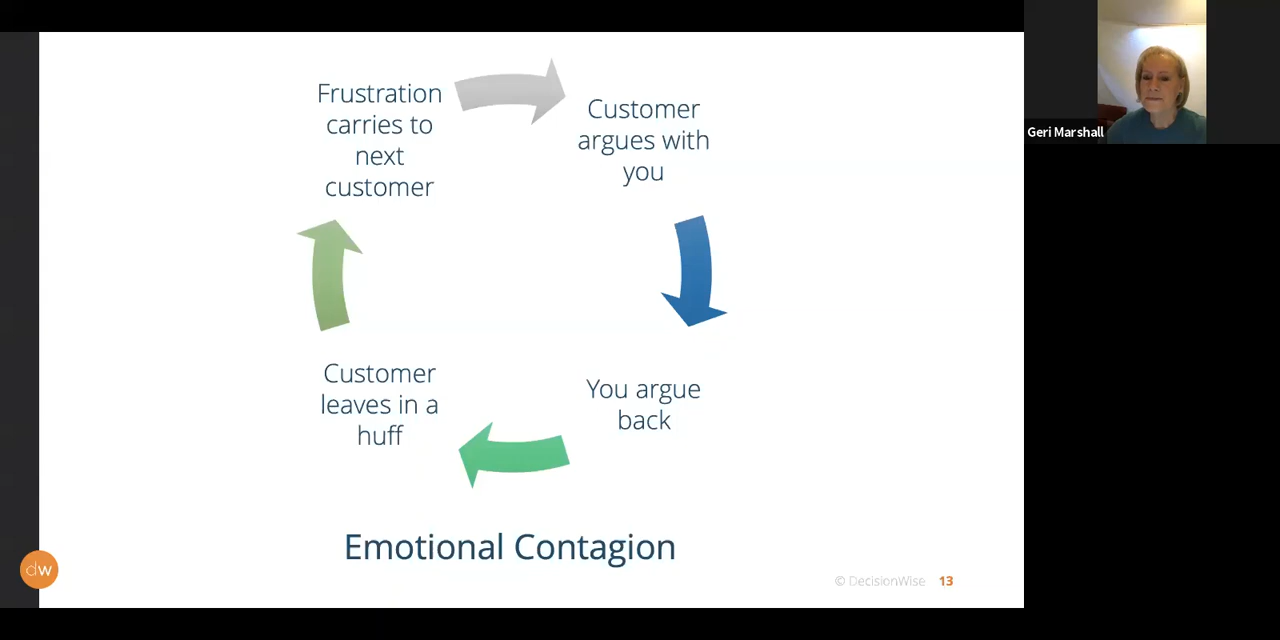 Frustration
carries to
next
customer
Customer
argues with
you
You argue
back
Customer
leaves in a
huff
Emotional Contagion
dw
© DecisionWise 13
Geri Marshall